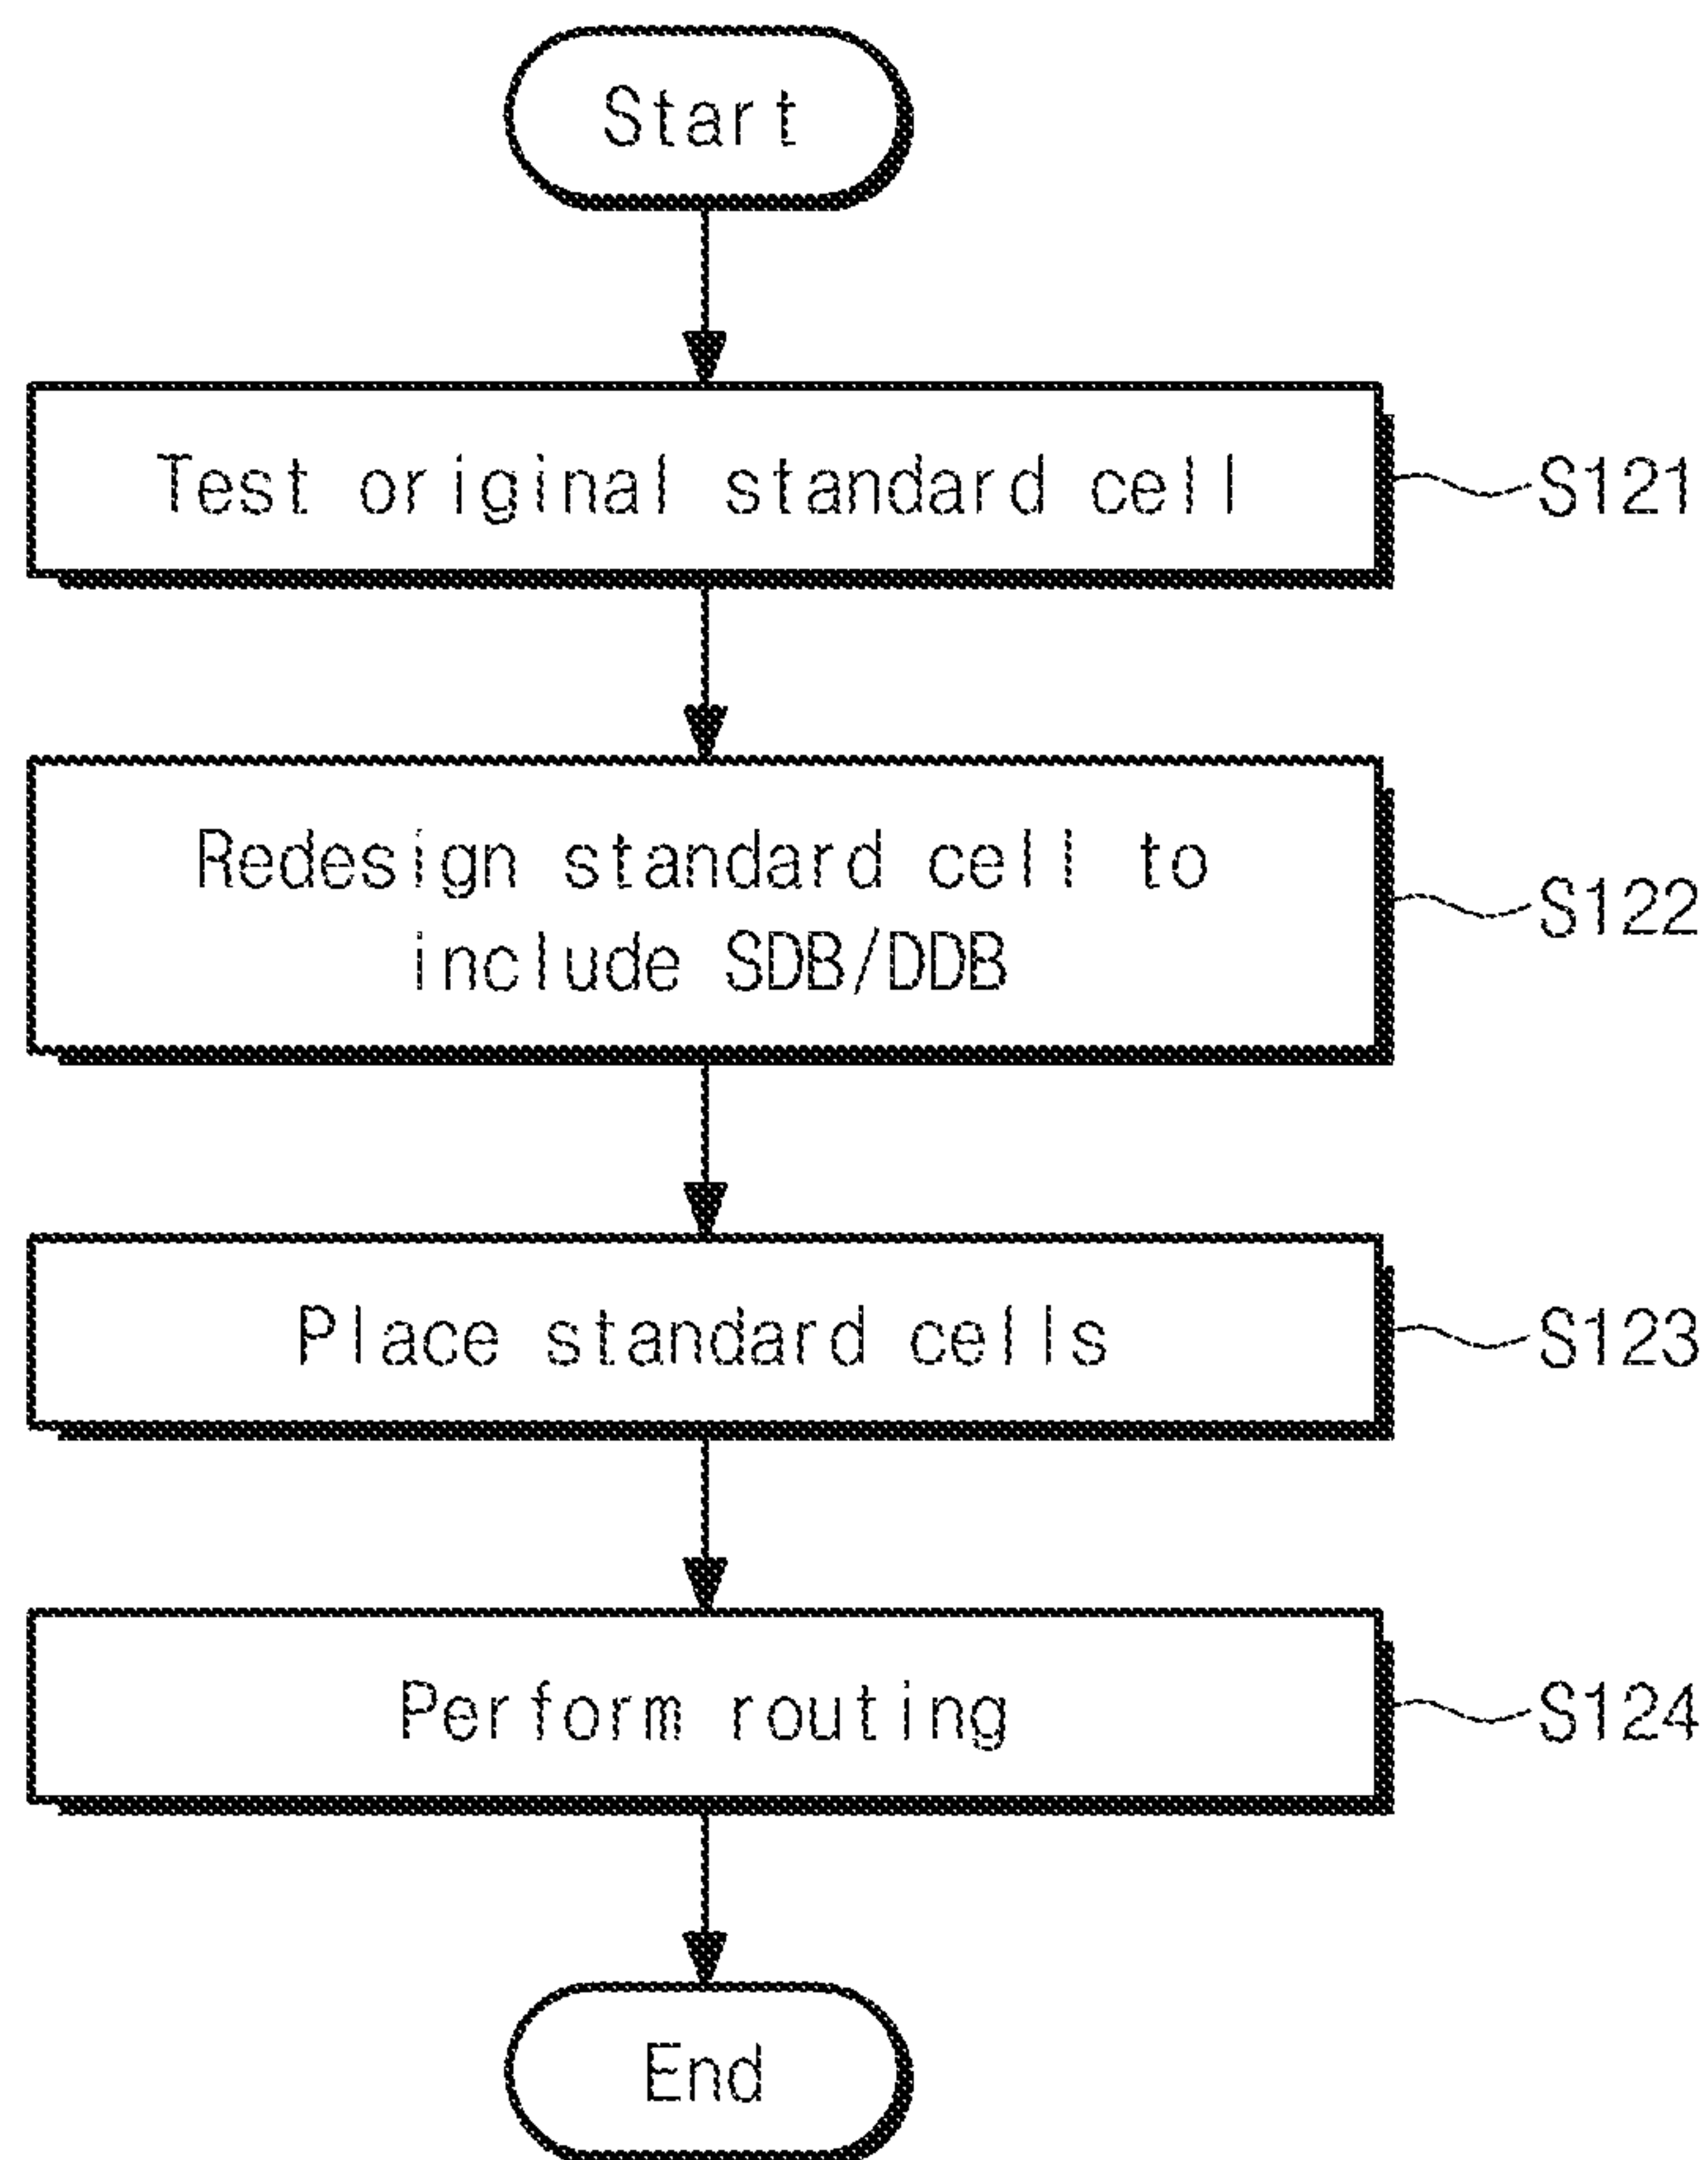 Start
Test original standard cell
S121
Redesign standard cell to
include SDB/DDB
S122
Place standard cells
S123
Perform routing
S124
End